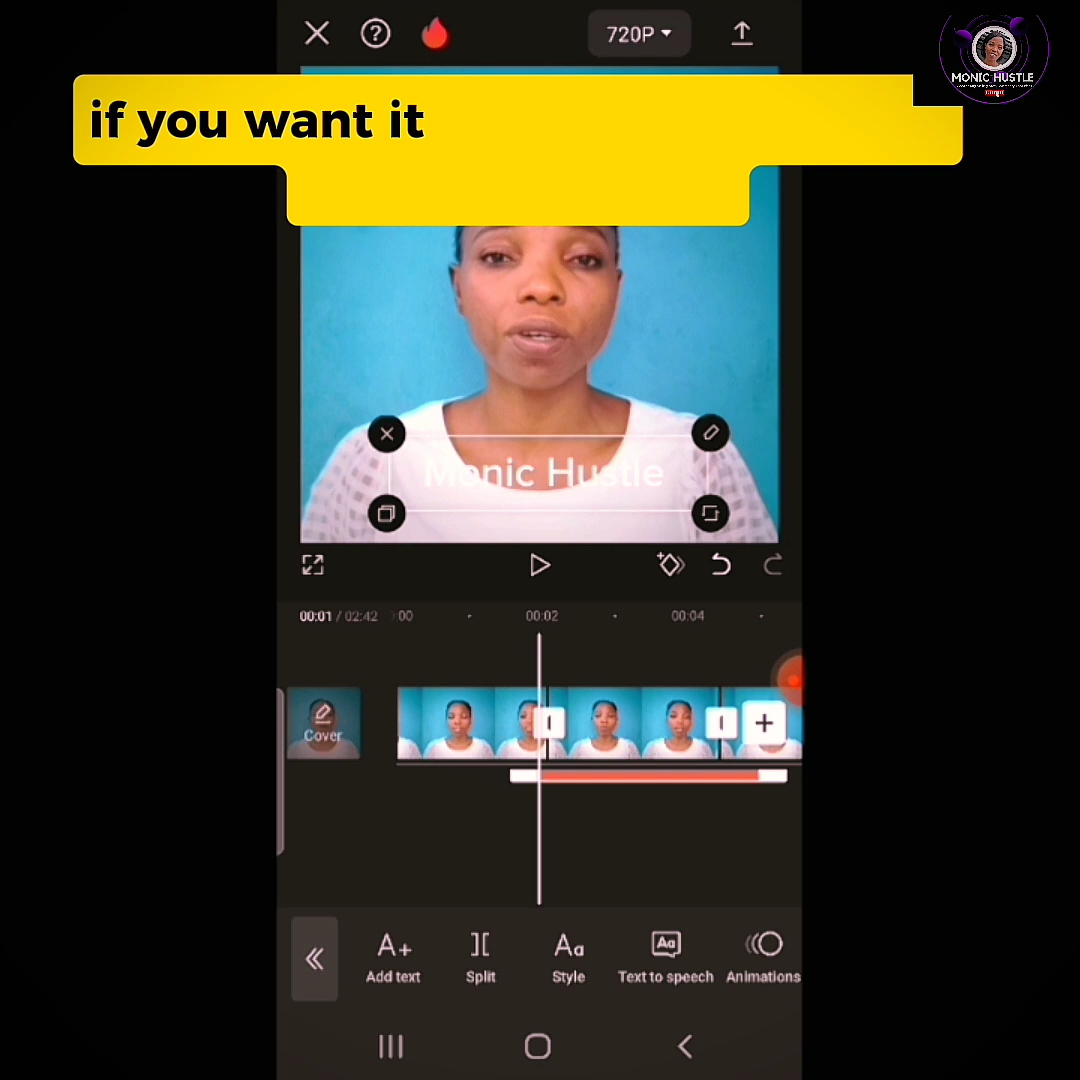 720P
MONIC HUSTLE
if you want it
Monic Hustle
00:01 / 02:42
:00
00:02
00:04
Cover
Add text
Split
Style
Text to speech
Animations